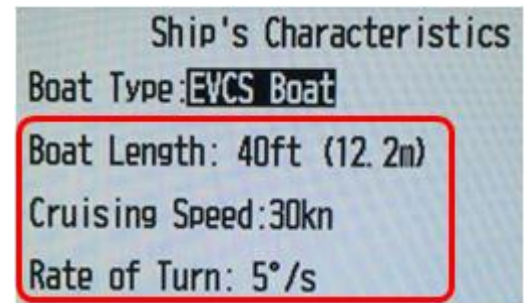 Ship's Characteristics
Boat Type:EVCS Boat
Boat Length: 40ft (12.2m)
Cruising Speed:30kn
Rate of Turn: 5°/s